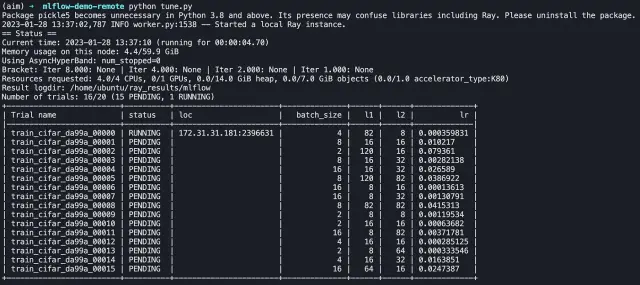 (aim) → mlflow-demo-remote python tune.py
Package pickle5 becomes unnecessary in Python 3.8 and above. Its presence may confuse libraries including Ray. Please uninstall the package.
2023-01-28 13:37:02,787 INFO worker.py:1538 -- Started a local Ray instance.
== Status ==
Current time: 2023-01-28 13:37:10 (running for 00:00:04.70)
Memory usage on this node: 4.4/59.9 GiB
Using AsyncHyperBand: num_stopped=0
Bracket: Iter 8.000: None | Iter 4.000: None | Iter 2.000: None | Iter 1.000: None
Resources requested: 4.0/4 CPUs, 0/1 GPUs, 0.0/14.0 GiB heap, 0.0/7.0 GiB objects (0.0/1.0 accelerator_type:K80)
Result logdir: /home/ubuntu/ray_results/mlflow
Number of trials: 16/20 (15 PENDING, 1 RUNNING)
| Trial name | status | loc | batch_size | l1 | l2 | lr |
| train_cifar_da99a_00000 | RUNNING | 172.31.31.181:2396631 | 4 | 82 | 8 | 0.000359831 |
| train_cifar_da99a_00001 | PENDING | | 8 | 16 | 16 | 0.010217 |
| train_cifar_da99a_00002 | PENDING | | 2 | 120 | 16 | 0.079361 |
| train_cifar_da99a_00003 | PENDING | | 8 | 16 | 32 | 0.00282138 |
| train_cifar_da99a_00004 | PENDING | | 16 | 16 | 32 | 0.026589 |
| train_cifar_da99a_00005 | PENDING | | 8 | 120 | 82 | 0.0386922 |
| train_cifar_da99a_00006 | PENDING | | 16 | 8 | 16 | 0.00013613 |
| train_cifar_da99a_00007 | PENDING | | 16 | 8 | 32 | 0.00130791 |
| train_cifar_da99a_00008 | PENDING | | 8 | 82 | 82 | 0.0415313 |
| train_cifar_da99a_00009 | PENDING | | 2 | 8 | 8 | 0.00119534 |
| train_cifar_da99a_00010 | PENDING | | 2 | 16 | 16 | 0.00063682 |
| train_cifar_da99a_00011 | PENDING | | 16 | 8 | 82 | 0.00371781 |
| train_cifar_da99a_00012 | PENDING | | 4 | 16 | 16 | 0.000285125 |
| train_cifar_da99a_00013 | PENDING | | 2 | 8 | 64 | 0.000333546 |
| train_cifar_da99a_00014 | PENDING | | 4 | 16 | 32 | 0.0163851 |
| train_cifar_da99a_00015 | PENDING | | 16 | 64 | 16 | 0.0247387 |